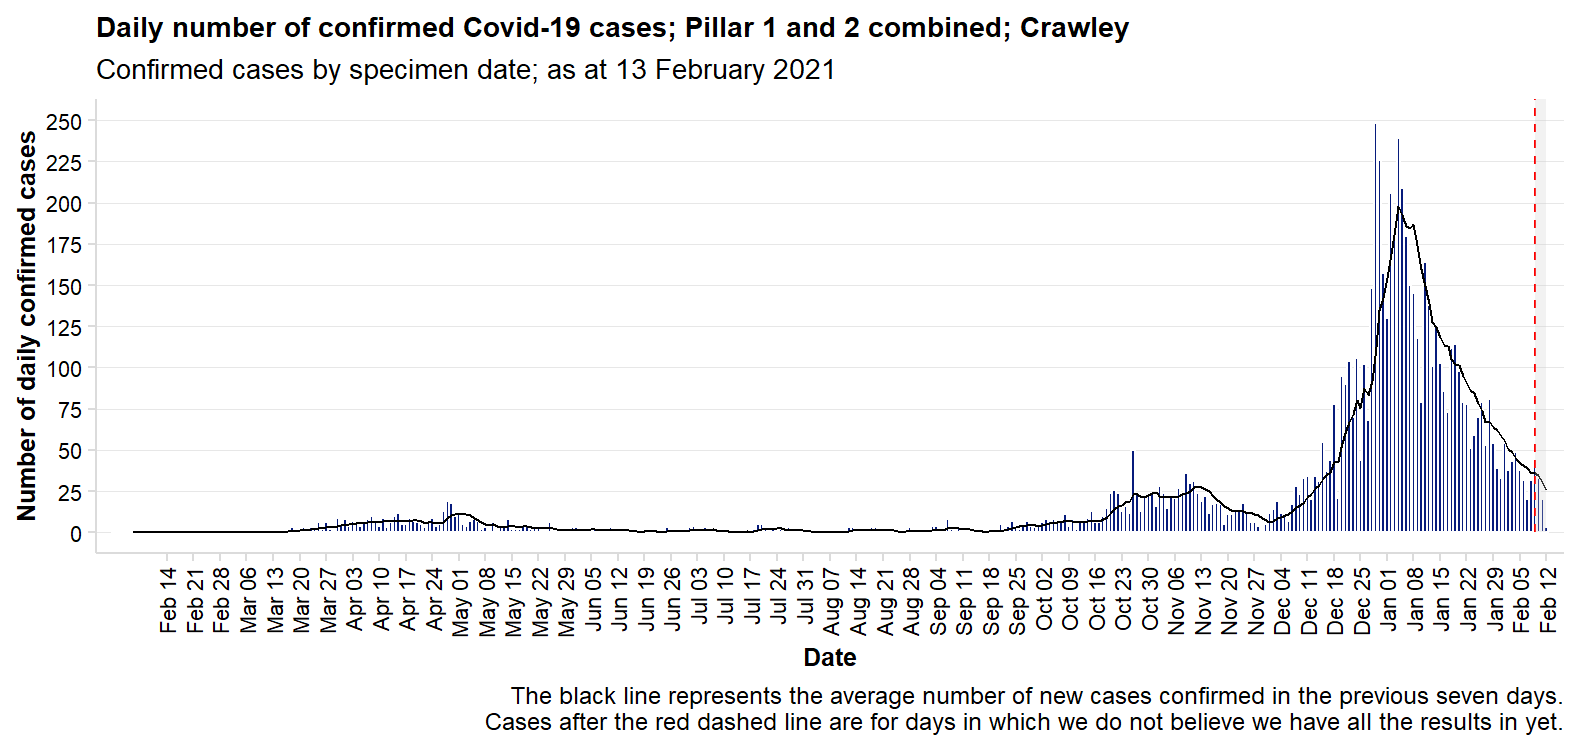 Daily number of confirmed Covid-19 cases; Pillar 1 and 2 combined; Crawley
Confirmed cases by specimen date; as at 13 February 2021
Number of daily confirmed cases
250
225
200
175
150
125
100
75
50
25
0
Feb 14
Feb 21
Feb 28
Mar 06
Mar 13
Mar 20
Mar 27
Apr 03
Apr 10
Apr 17
Apr 24
May 01
May 08
May 15
May 22
May 29
Jun 05
Jun 12
Jun 19
Jun 26
Jul 03
Jul 10
Jul 17
Jul 24
Jul 31
Aug 07
Aug 14
Aug 21
Aug 28
Sep 04
Sep 11
Sep 18
Sep 25
Oct 02
Oct 09
Oct 16
Oct 23
Oct 30
Nov 06
Nov 13
Nov 20
Nov 27
Dec 04
Dec 11
Dec 18
Dec 25
Jan 01
Jan 08
Jan 15
Jan 22
Jan 29
Feb 05
Feb 12
Date
The black line represents the average number of new cases confirmed in the previous seven days.
Cases after the red dashed line are for days in which we do not believe we have all the results in yet.